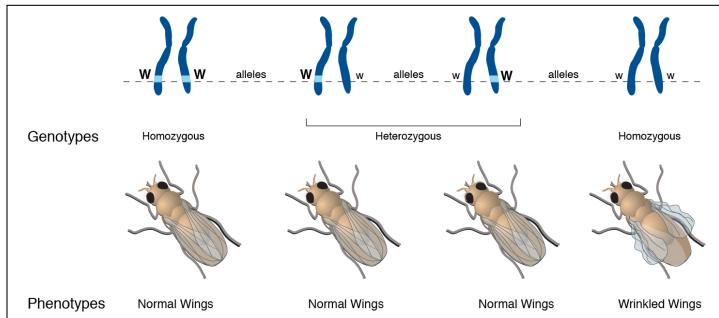 W W alleles W w alleles w W alleles w w
Genotypes Homozygous Heterozygous Homozygous
Phenotypes Normal Wings Normal Wings Normal Wings Wrinkled Wings